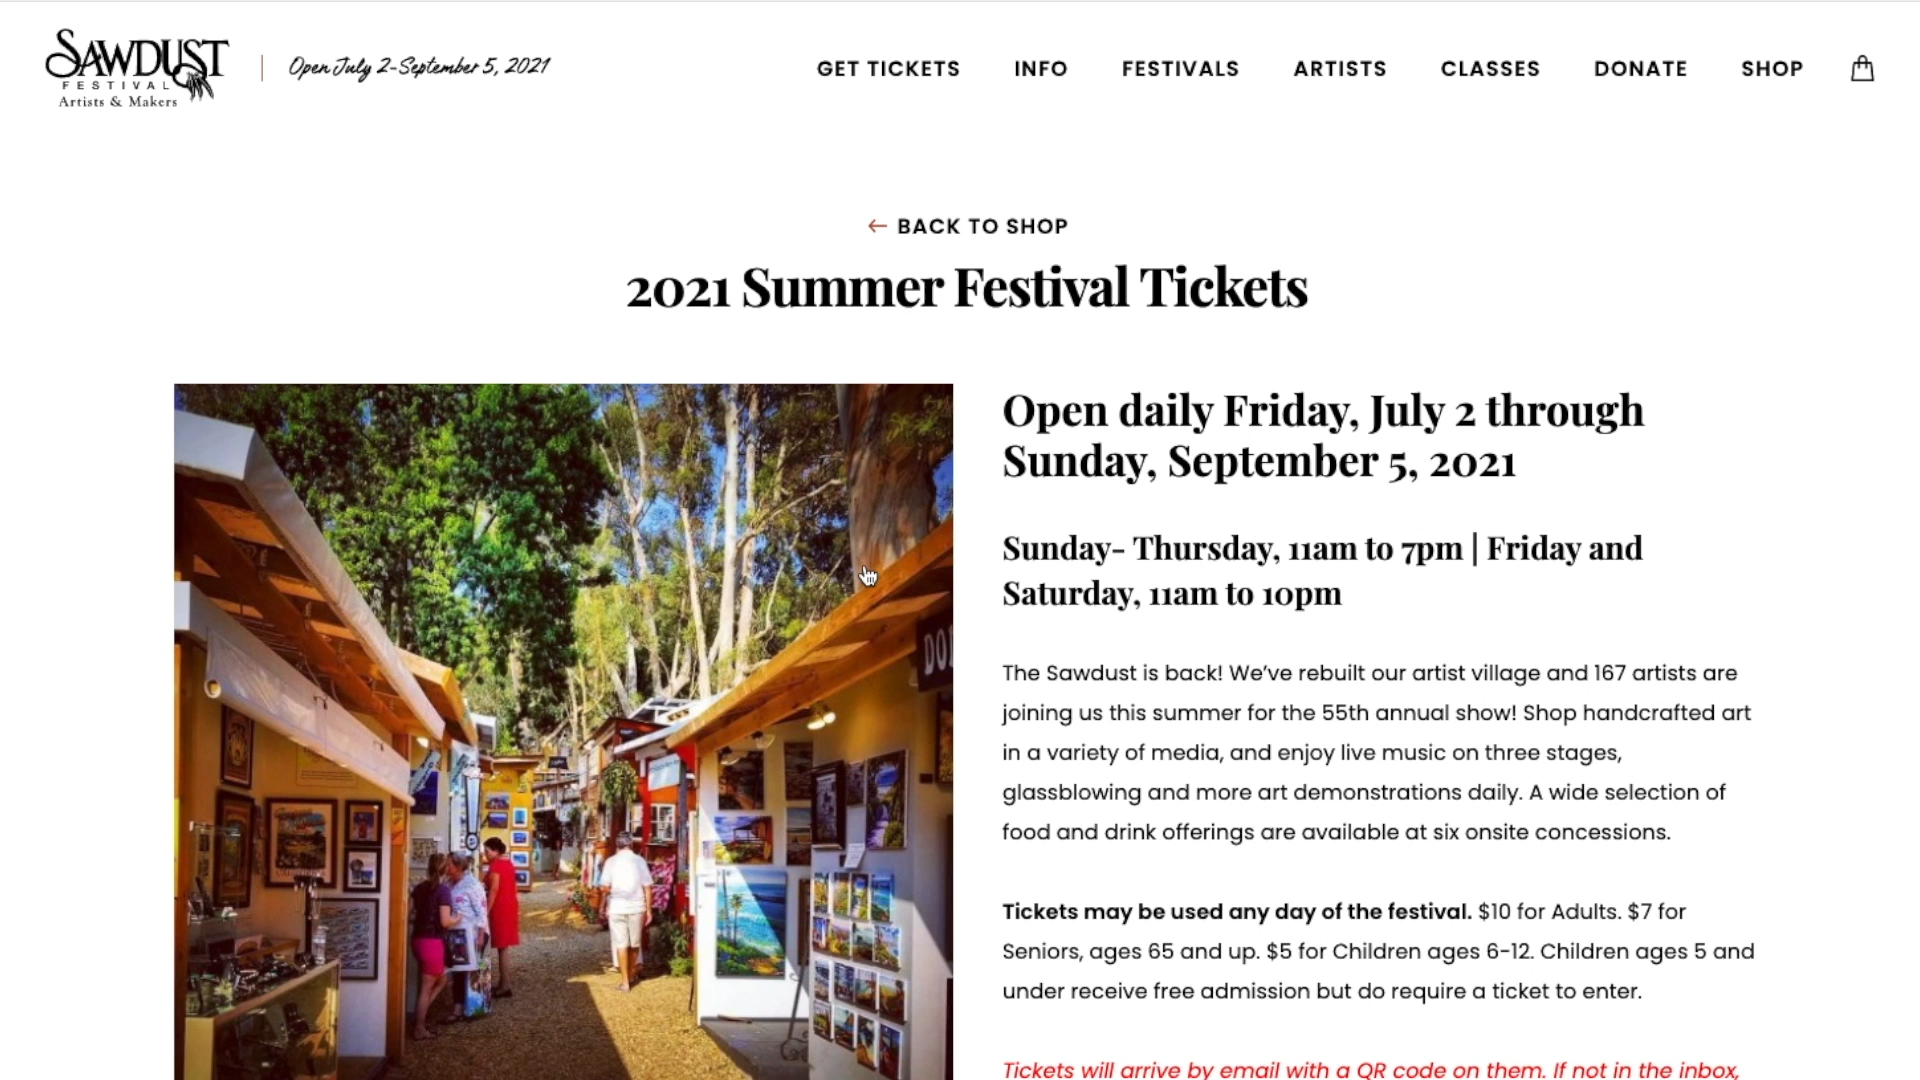 SAWDUST
FESTIVAL
Artists & Makers
Open July 2-September 5, 2021
GET TICKETS
INFO
FESTIVALS
ARTISTS
CLASSES
DONATE
SHOP
← BACK TO SHOP
2021 Summer Festival Tickets
Open daily Friday, July 2 through
Sunday, September 5, 2021
Sunday- Thursday, 11am to 7pm | Friday and
Saturday, 11am to 10pm
The Sawdust is back! We’ve rebuilt our artist village and 167 artists are
joining us this summer for the 55th annual show! Shop handcrafted art
in a variety of media, and enjoy live music on three stages,
glassblowing and more art demonstrations daily. A wide selection of
food and drink offerings are available at six onsite concessions.
Tickets may be used any day of the festival. $10 for Adults. $7 for
Seniors, ages 65 and up. $5 for Children ages 6-12. Children ages 5 and
under receive free admission but do require a ticket to enter.
Tickets will arrive by email with a QR code on them. If not in the inbox,